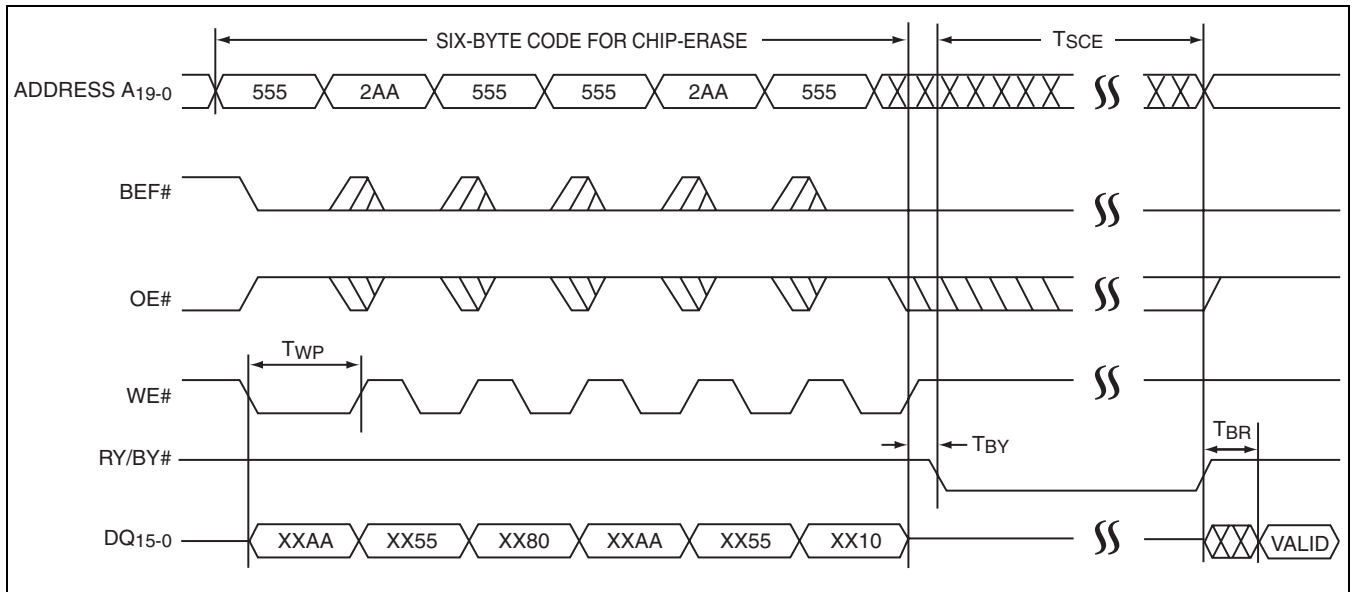 SIX-BYTE CODE FOR CHIP-ERASE TSCE
ADDRESS A19-0 555 2AA 555 555 2AA 555
BEF#
OE#
TWP
WE#
TBR
TBY
RY/BY#
DQ15-0 XXAA XX55 XX80 XXAA XX55 XX10 VALID